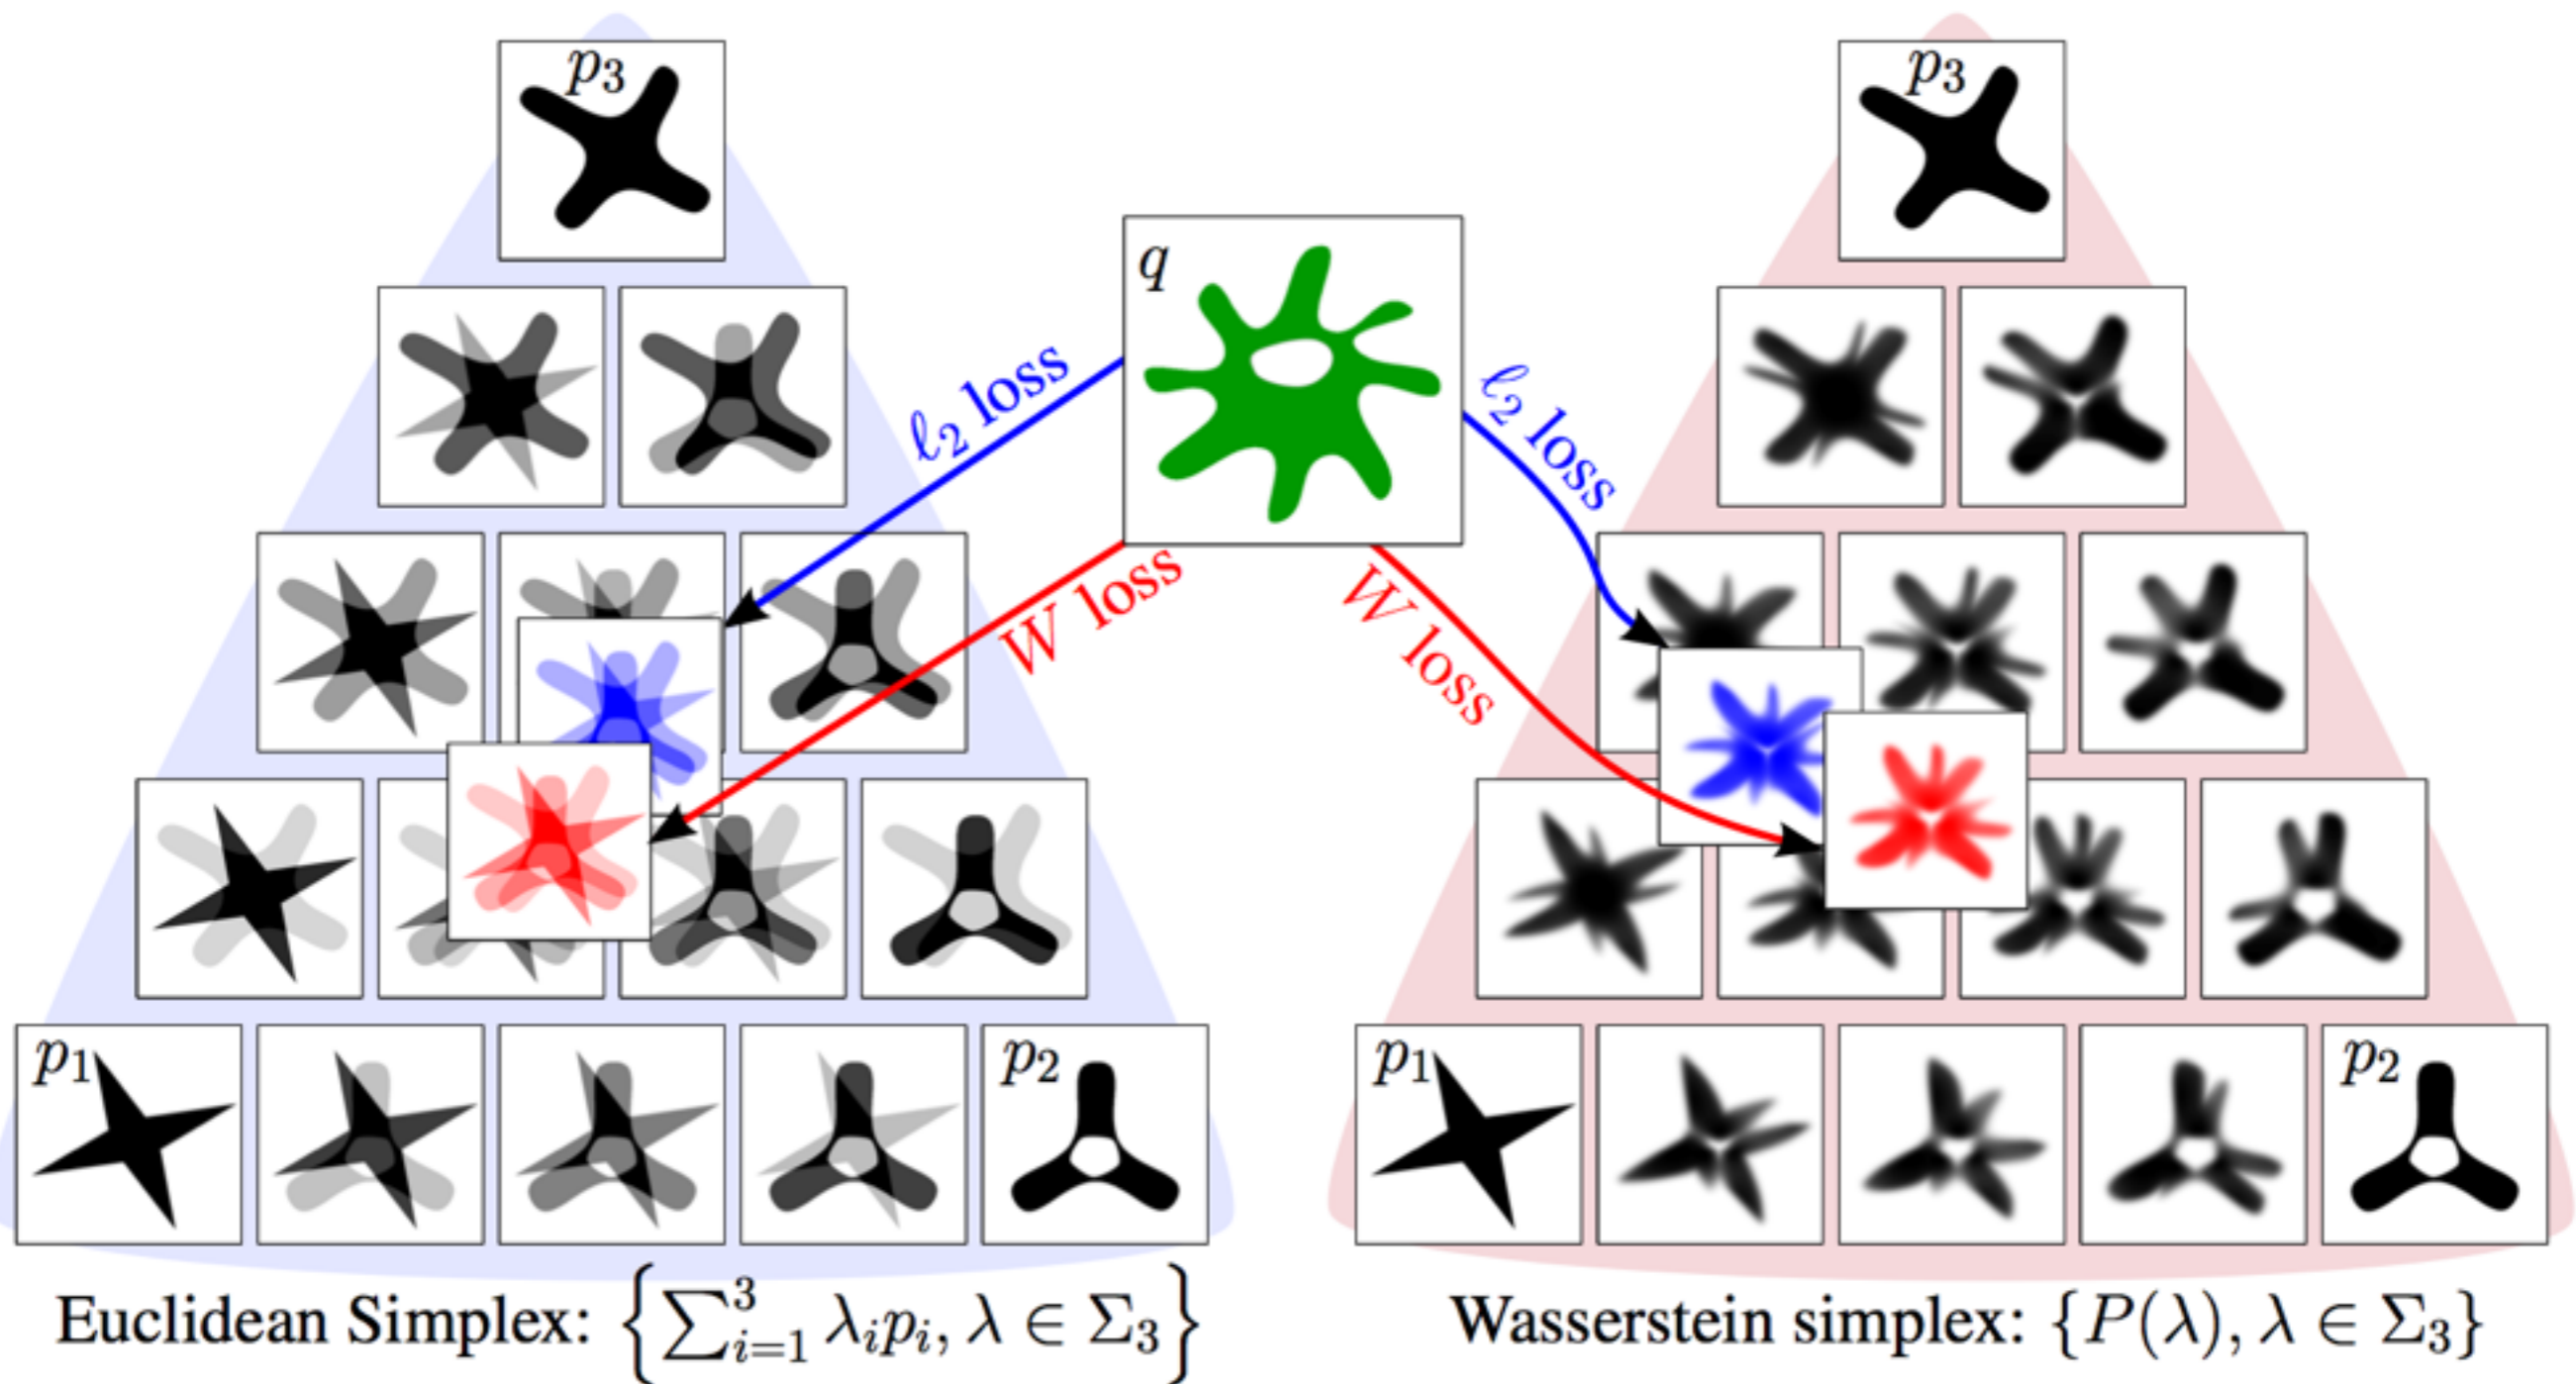 p₃
p₃
q
ℓ₂ loss
ℓ₂ loss
W loss
W loss
p₁
p₂
p₁
p₂
Euclidean Simplex: {∑³ᵢ₌₁ λᵢpᵢ, λ ∈ Σ₃}
Wasserstein simplex: {P(λ), λ ∈ Σ₃}